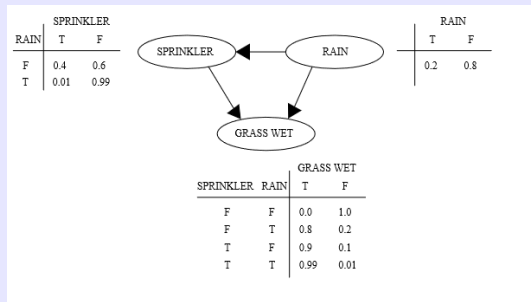 SPRINKLER
RAIN T F
F 0.4 0.6
T 0.01 0.99
SPRINKLER
RAIN
RAIN
T F
0.2 0.8
GRASS WET
GRASS WET
SPRINKLER RAIN T F
F F 0.0 1.0
F T 0.8 0.2
T F 0.9 0.1
T T 0.99 0.01